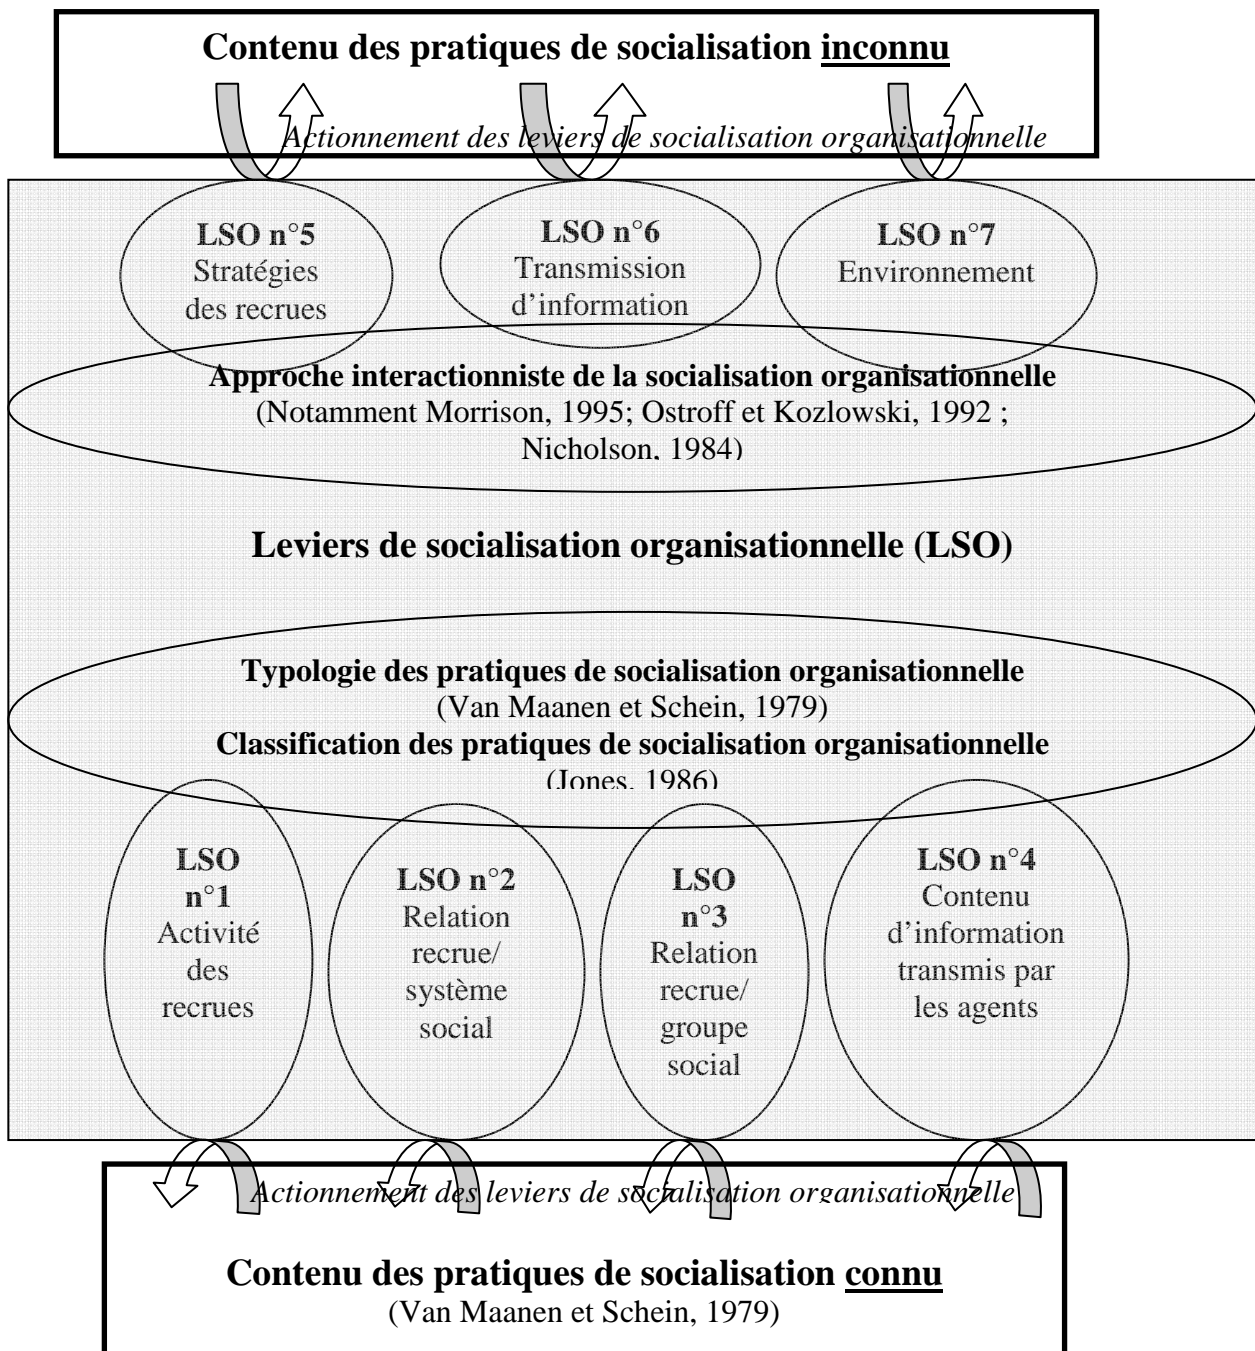 Contenu des pratiques de socialisation inconnu
Actionnement des leviers de socialisation organisationnelle
LSO n°5
Stratégies
des recrues
LSO n°6
Transmission
d'information
LSO n°7
Environnement
Approche interactionniste de la socialisation organisationnelle
(Notamment Morrison, 1995; Ostroff et Kozlowski, 1992 ;
Nicholson, 1984)
Leviers de socialisation organisationnelle (LSO)
Typologie des pratiques de socialisation organisationnelle
(Van Maanen et Schein, 1979)
Classification des pratiques de socialisation organisationnelle
(Jones, 1986)
LSO
n°1
Activité
des
recrues
LSO n°2
Relation
recrue/
système
social
LSO
n°3
Relation
recrue/
groupe
social
LSO n°4
Contenu
d'information
transmis par
les agents
Actionnement des leviers de socialisation organisationnelle
Contenu des pratiques de socialisation connu
(Van Maanen et Schein, 1979)